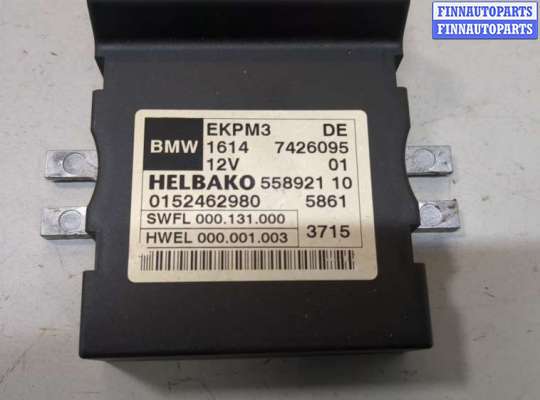 FINNAUTOPARTS
FINNAUTOPARTS
BMW
EKPM3 DE
1614 7426095
12V 01
HELBAKO 558921 10
0152462980 5861
SWFL 000.131.000
HWEL 000.001.003 3715